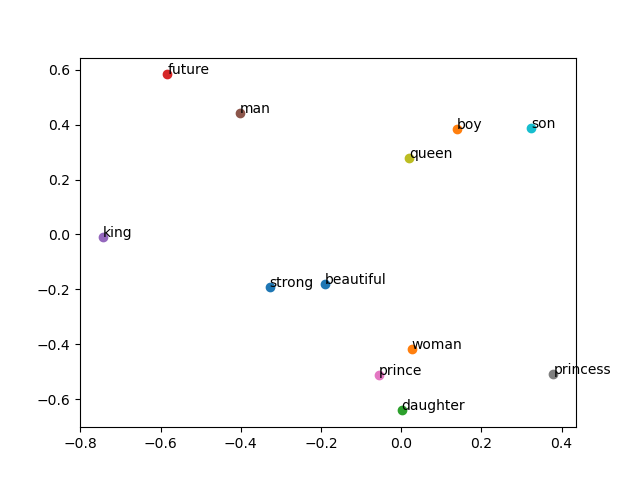 0.6
0.4
0.2
0.0
−0.2
−0.4
−0.6
future
man
boy
son
queen
king
strong
beautiful
woman
prince
princess
daughter
−0.8
−0.6
−0.4
−0.2
0.0
0.2
0.4